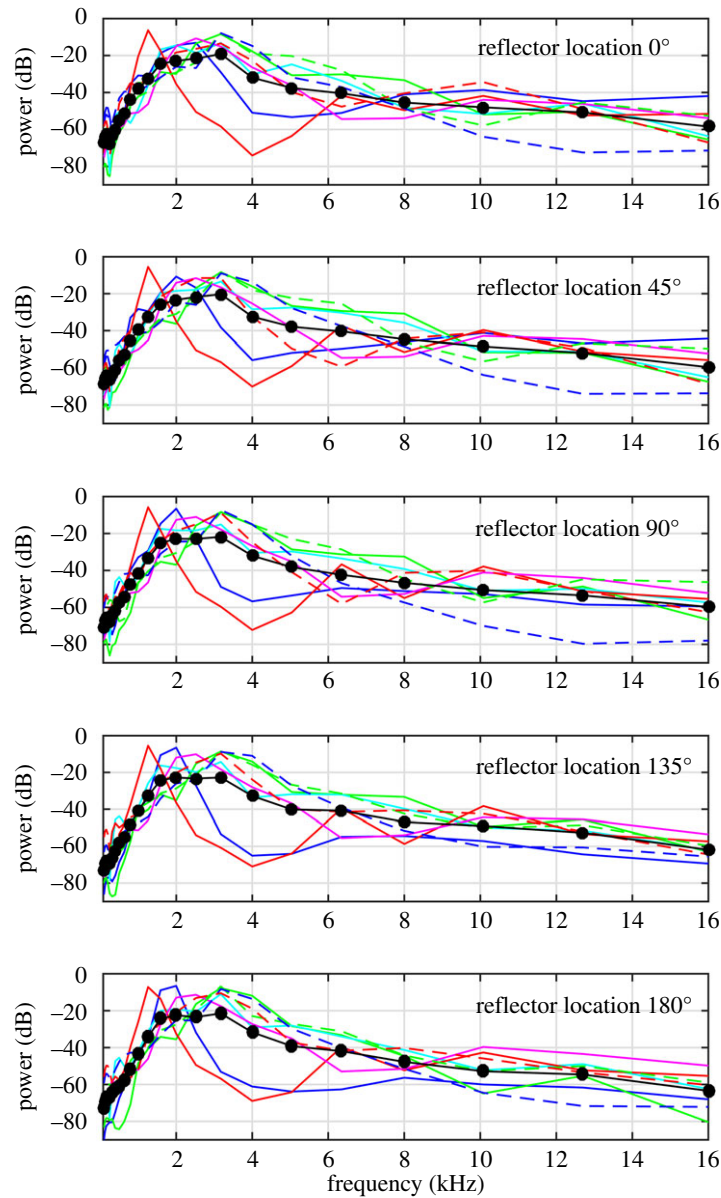 0
reflector location 0°
–20
–40
–60
–80
power (dB)
2 4 6 8 10 12 14 16
0
reflector location 45°
–20
–40
–60
–80
power (dB)
2 4 6 8 10 12 14 16
0
reflector location 90°
–20
–40
–60
–80
power (dB)
2 4 6 8 10 12 14 16
0
reflector location 135°
–20
–40
–60
–80
power (dB)
2 4 6 8 10 12 14 16
0
reflector location 180°
–20
–40
–60
–80
power (dB)
2 4 6 8 10 12 14 16
frequency (kHz)